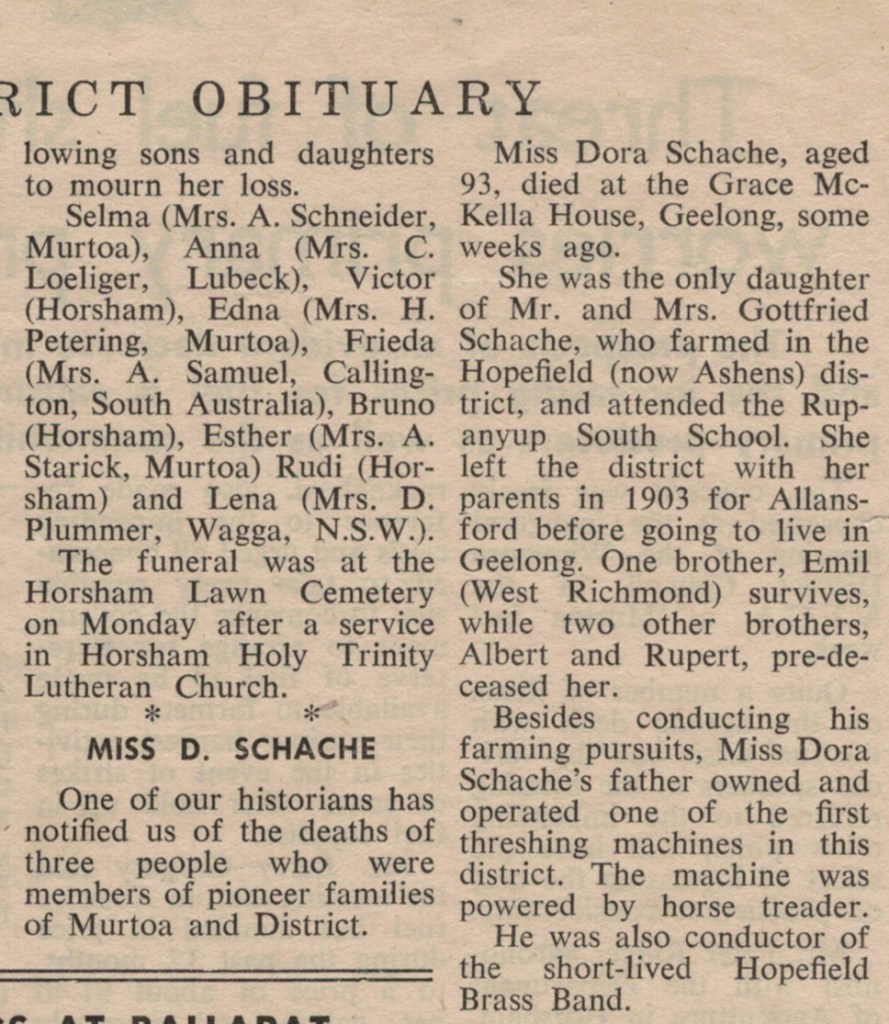 RICT OBITUARY
lowing sons and daughters
to mourn her loss.
Selma (Mrs. A. Schneider,
Murtoa), Anna (Mrs. C.
Loeliger, Lubeck), Victor
(Horsham), Edna (Mrs. H.
Petering, Murtoa), Frieda
(Mrs. A. Samuel, Calling-
ton, South Australia), Bruno
(Horsham), Esther (Mrs. A.
Starick, Murtoa) Rudi (Hor-
sham) and Lena (Mrs. D.
Plummer, Wagga, N.S.W.).
The funeral was at the
Horsham Lawn Cemetery
on Monday after a service
in Horsham Holy Trinity
Lutheran Church.
* *
MISS D. SCHACHE
One of our historians has
notified us of the deaths of
three people who were
members of pioneer families
of Murtoa and District.
Miss Dora Schache, aged
93, died at the Grace Mc-
Kella House, Geelong, some
weeks ago.
She was the only daughter
of Mr. and Mrs. Gottfried
Schache, who farmed in the
Hopefield (now Ashens) dis-
trict, and attended the Rup-
anyup South School. She
left the district with her
parents in 1903 for Allans-
ford before going to live in
Geelong. One brother, Emil
(West Richmond) survives,
while two other brothers,
Albert and Rupert, pre-de-
ceased her.
Besides conducting his
farming pursuits, Miss Dora
Schache's father owned and
operated one of the first
threshing machines in this
district. The machine was
powered by horse treader.
He was also conductor of
the short-lived Hopefield
Brass Band.
AT BALLARAT